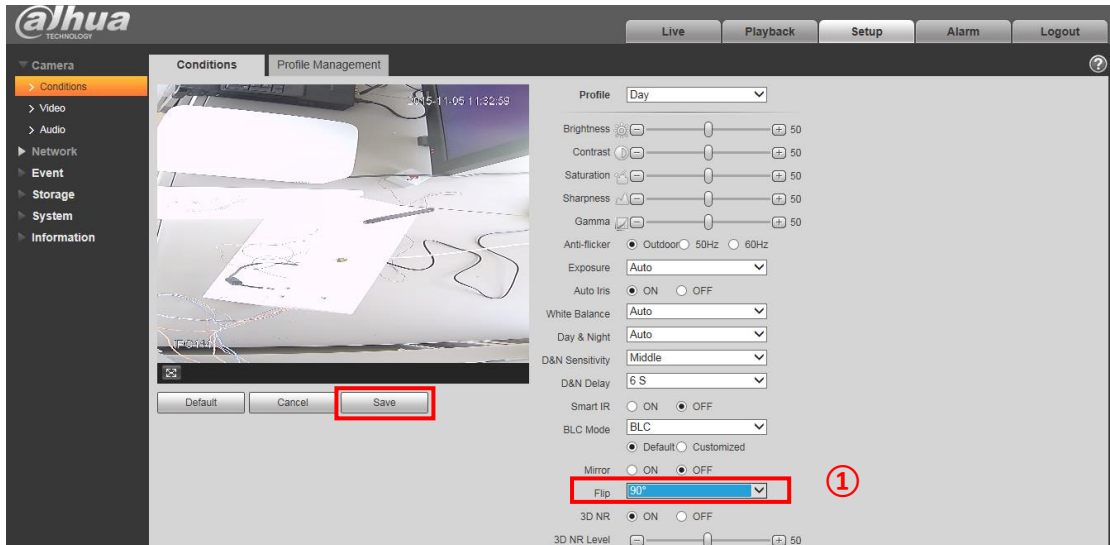 alhua
TECHNOLOGY
Live
Playback
Setup
Alarm
Logout
Camera
Conditions
Video
Audio
Network
Event
Storage
System
Information
Conditions
Profile Management
?
2015-11-05 11:32:59
Default
Cancel
Save
Profile Day
Brightness 50
Contrast 50
Saturation 50
Sharpness 50
Gamma 50
Anti-flicker Outdoor 50Hz 60Hz
Exposure Auto
Auto Iris ON OFF
White Balance Auto
Day & Night Auto
D&N Sensitivity Middle
D&N Delay 6 S
Smart IR ON OFF
BLC Mode BLC
Default Customized
Mirror ON OFF
Flip 90°
①
3D NR ON OFF
3D NR Level 50